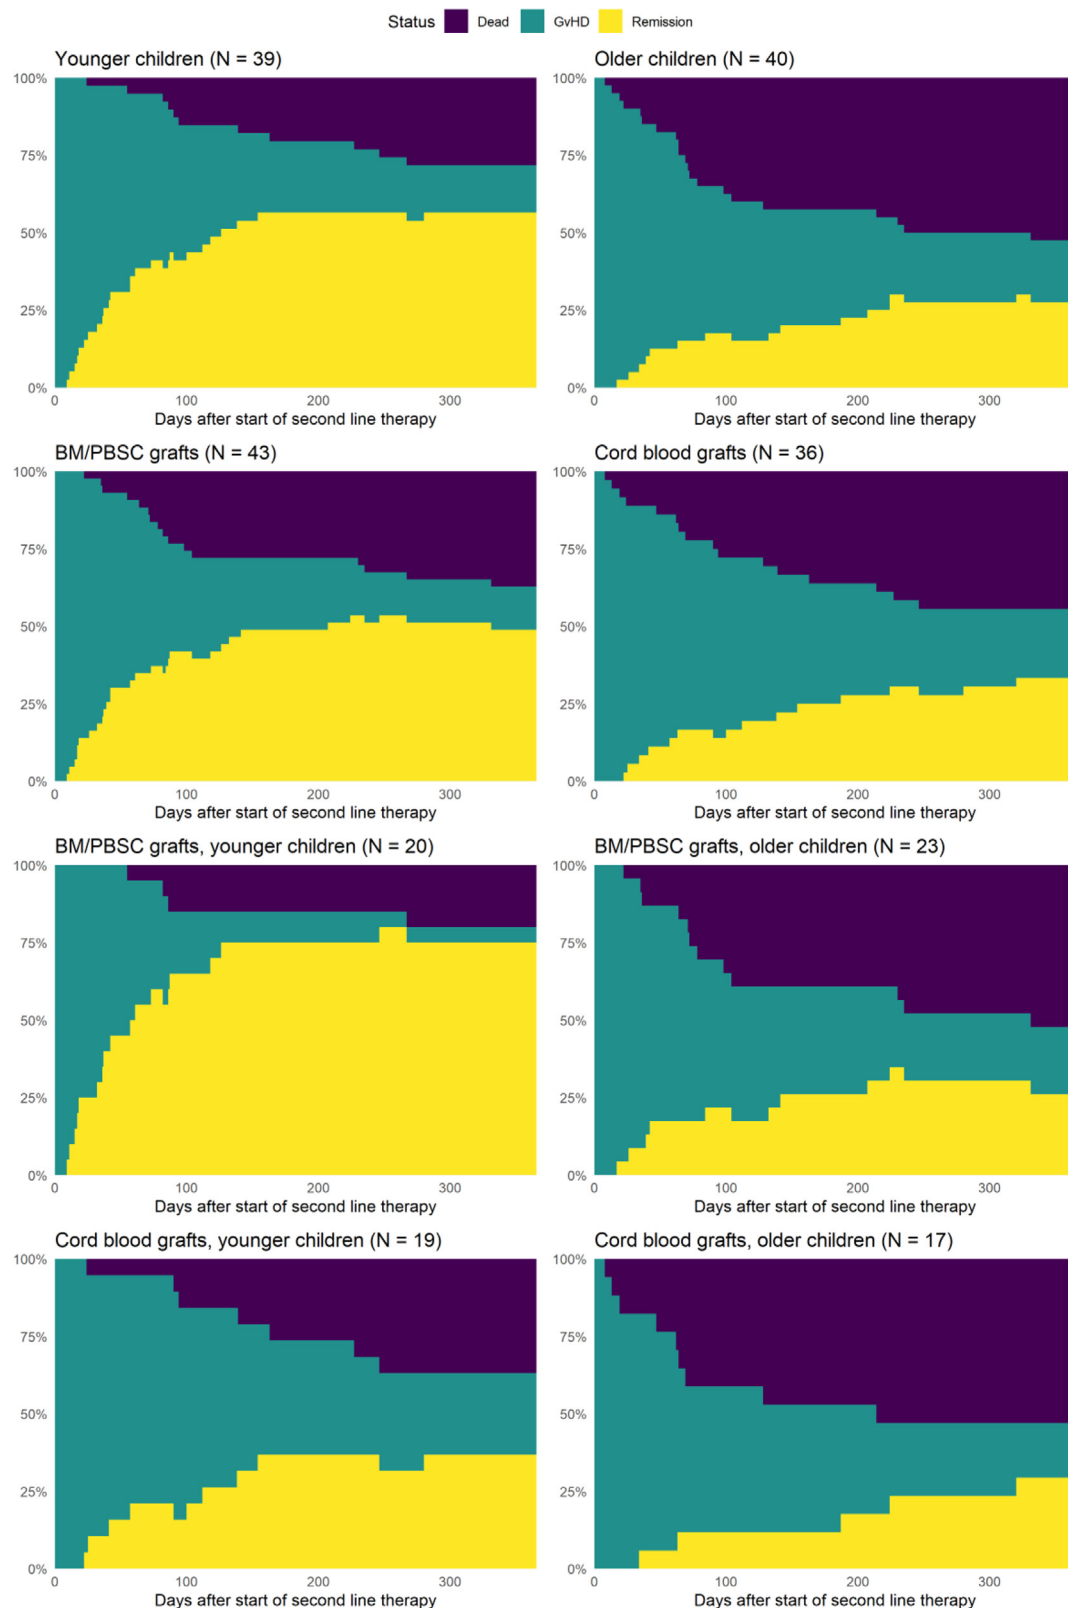 Status Dead GvHD Remission
Younger children (N = 39)
100%
75%
50%
25%
0%
0 100 200 300
Days after start of second line therapy
Older children (N = 40)
100%
75%
50%
25%
0%
0 100 200 300
Days after start of second line therapy
BM/PBSC grafts (N = 43)
100%
75%
50%
25%
0%
0 100 200 300
Days after start of second line therapy
Cord blood grafts (N = 36)
100%
75%
50%
25%
0%
0 100 200 300
Days after start of second line therapy
BM/PBSC grafts, younger children (N = 20)
100%
75%
50%
25%
0%
0 100 200 300
Days after start of second line therapy
BM/PBSC grafts, older children (N = 23)
100%
75%
50%
25%
0%
0 100 200 300
Days after start of second line therapy
Cord blood grafts, younger children (N = 19)
100%
75%
50%
25%
0%
0 100 200 300
Days after start of second line therapy
Cord blood grafts, older children (N = 17)
100%
75%
50%
25%
0%
0 100 200 300
Days after start of second line therapy